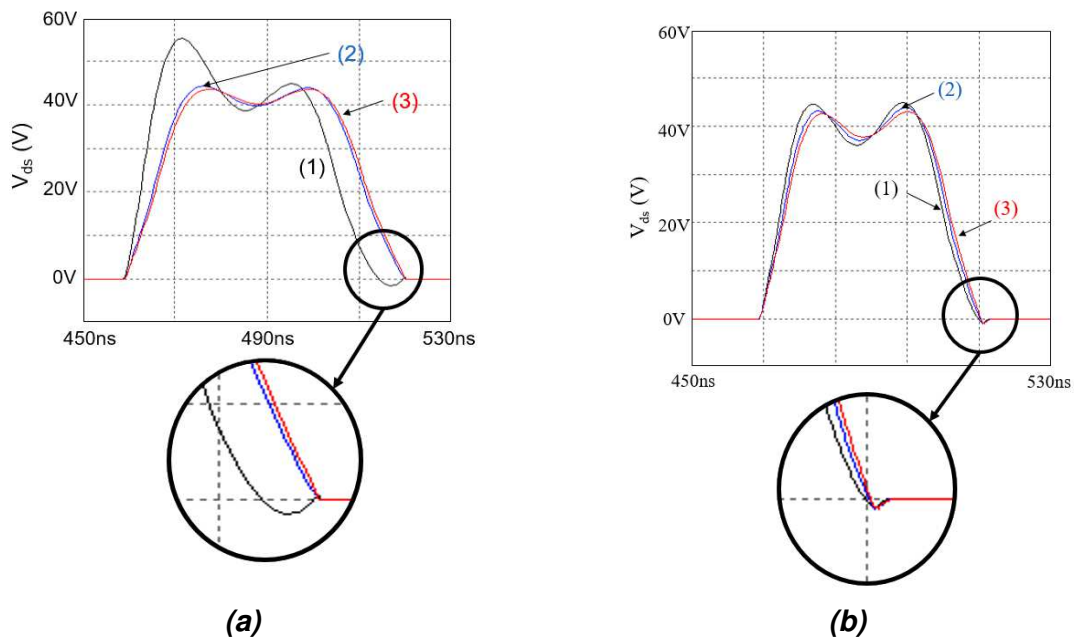 60V
40V
20V
0V
V_ds (V)
(2)
(3)
(1)
450ns
490ns
530ns
(a)
60V
40V
20V
0V
V_ds (V)
(2)
(1)
(3)
450ns
530ns
(b)